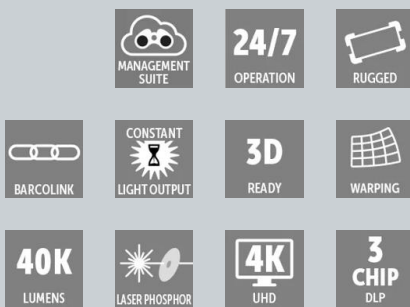 MANAGEMENT
SUITE
24/7
OPERATION
RUGGED
BARCOLINK
CONSTANT
LIGHT OUTPUT
3D
READY
WARPING
40K
LUMENS
LASER PHOSPHOR
4K
UHD
3
CHIP
DLP